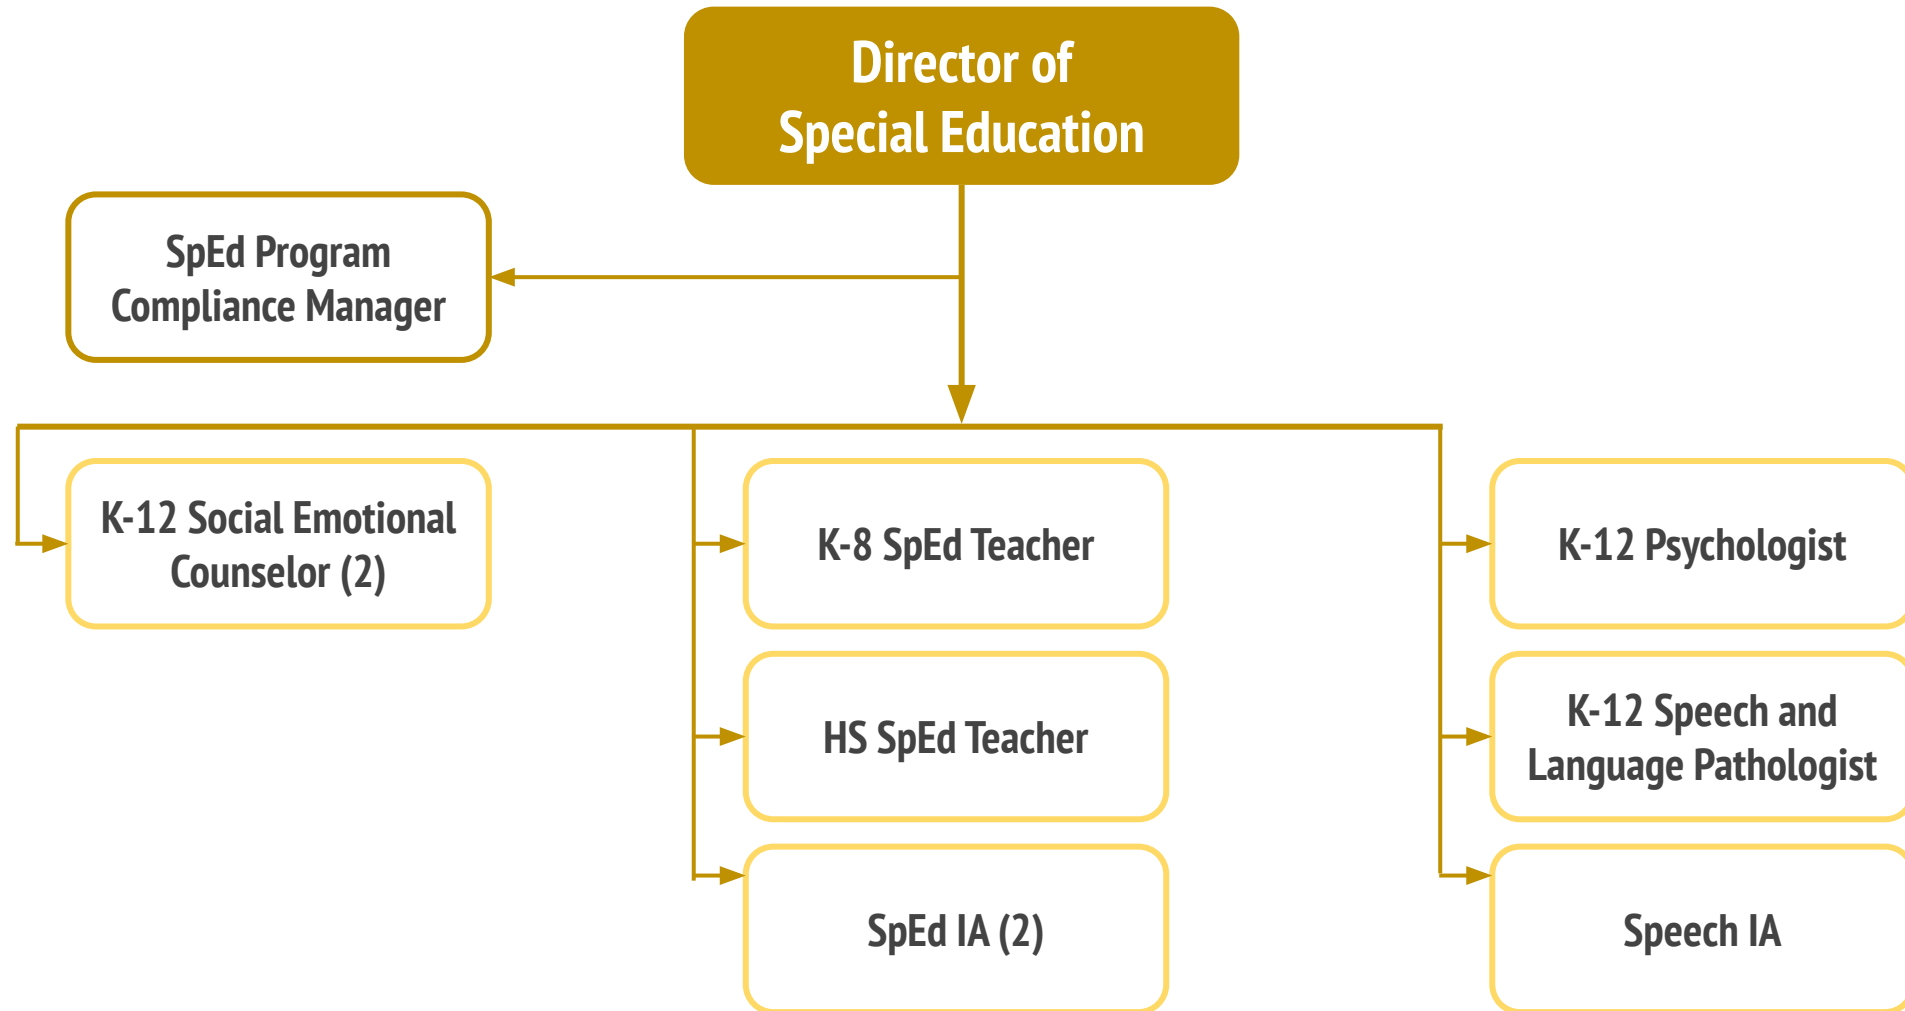 Director of
Special Education
SpEd Program
Compliance Manager
K-12 Social Emotional
Counselor (2)
K-8 SpEd Teacher
K-12 Psychologist
HS SpEd Teacher
K-12 Speech and
Language Pathologist
SpEd IA (2)
Speech IA